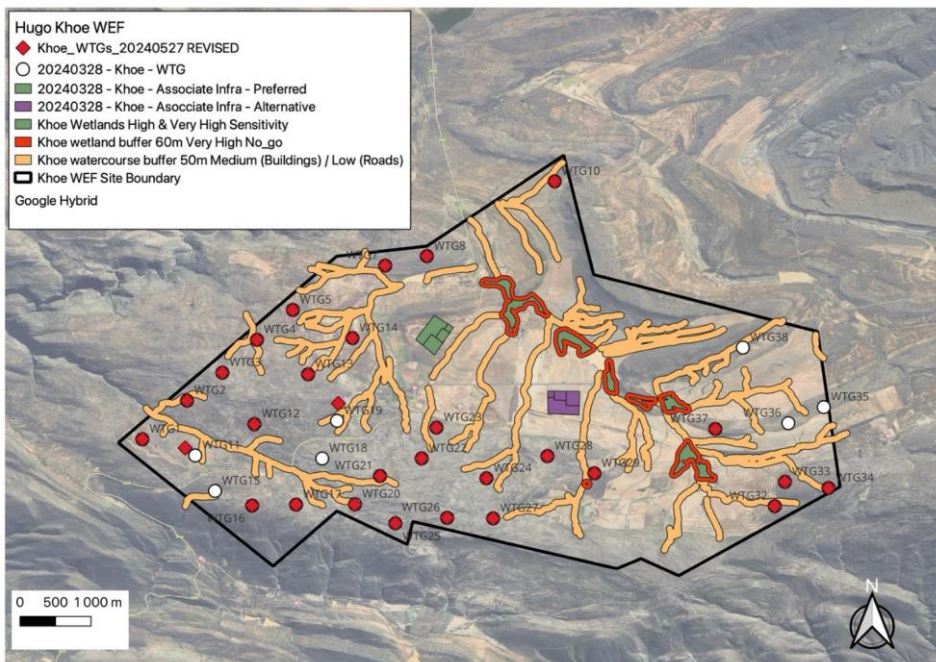 Hugo Khoe WEF
Khoe_WTGs_20240527 REVISED
20240328 - Khoe - WTG
20240328 - Khoe - Associate Infra - Preferred
20240328 - Khoe - Asocciate Infra - Alternative
Khoe Wetlands High & Very High Sensitivity
Khoe wetland buffer 60m Very High No_go
Khoe watercourse buffer 50m Medium (Buildings) / Low (Roads)
Khoe WEF Site Boundary
Google Hybrid
WTG10
WTG8
WTG5
WTG4
WTG14
WTG38
WTG3
WTG13
WTG2
WTG35
WTG19
WTG36
WTG12
WTG37
WTG23
WTG1
WTG11
WTG18
WTG22
WTG28
WTG21
WTG24
WTG29
WTG33
WTG15
WTG34
WTG17
WTG20
WTG32
WTG16
WTG26
WTG27
WTG25
0 500 1 000 m
N